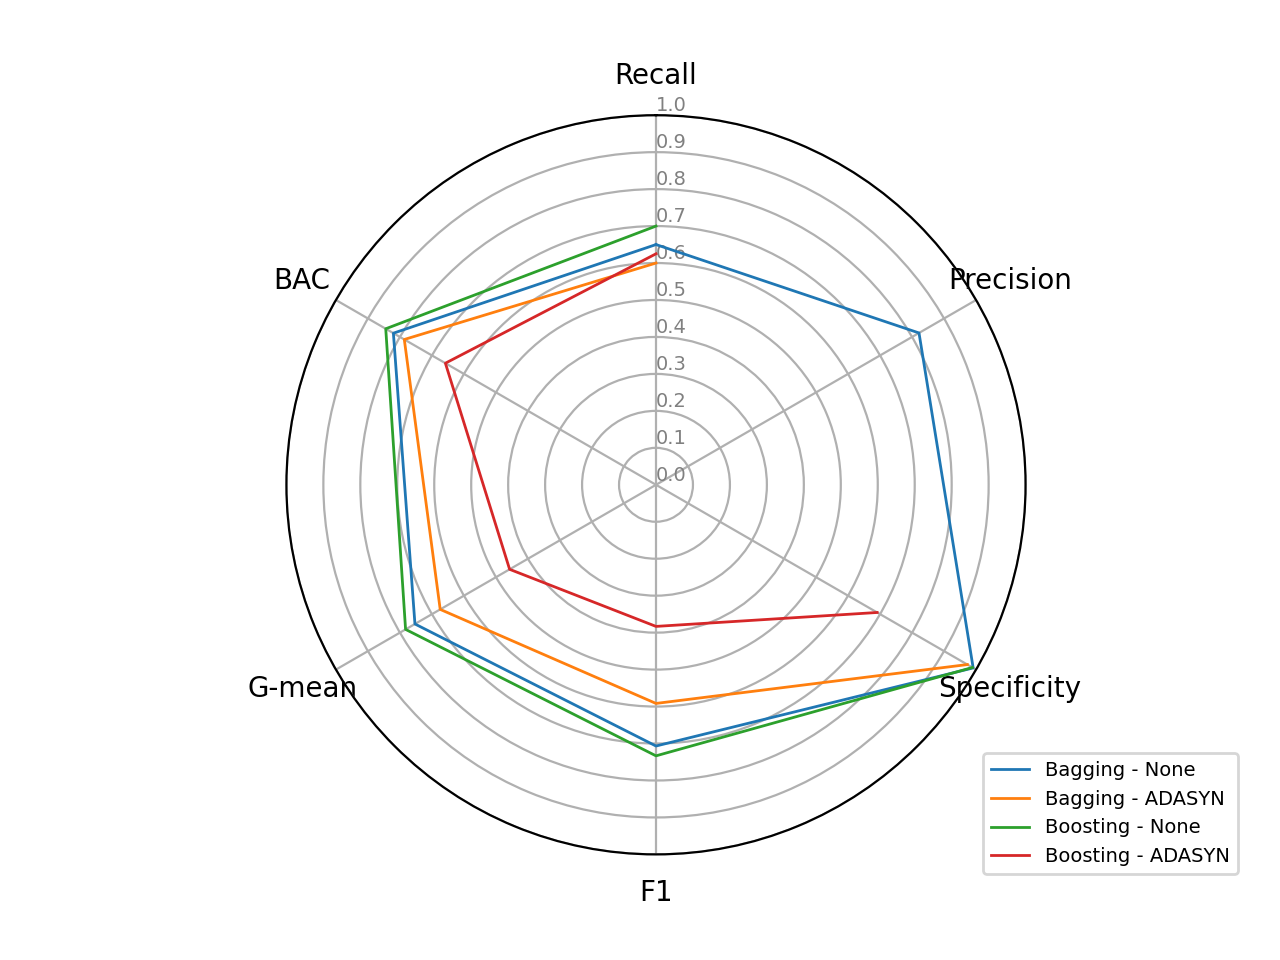 Recall
1.0
0.9
0.8
0.7
0.6
0.5
0.4
0.3
0.2
0.1
0.0
BAC
Precision
G-mean
Specificity
F1
Bagging - None
Bagging - ADASYN
Boosting - None
Boosting - ADASYN